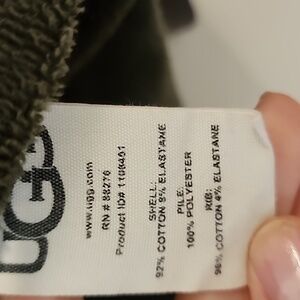 UGG
www.ugg.com
RN # 88276
Product ID# 1108461
SHELL:
92% COTTON 8% ELASTANE
PILE:
100% POLYESTER
RIB:
96% COTTON 4% ELASTANE